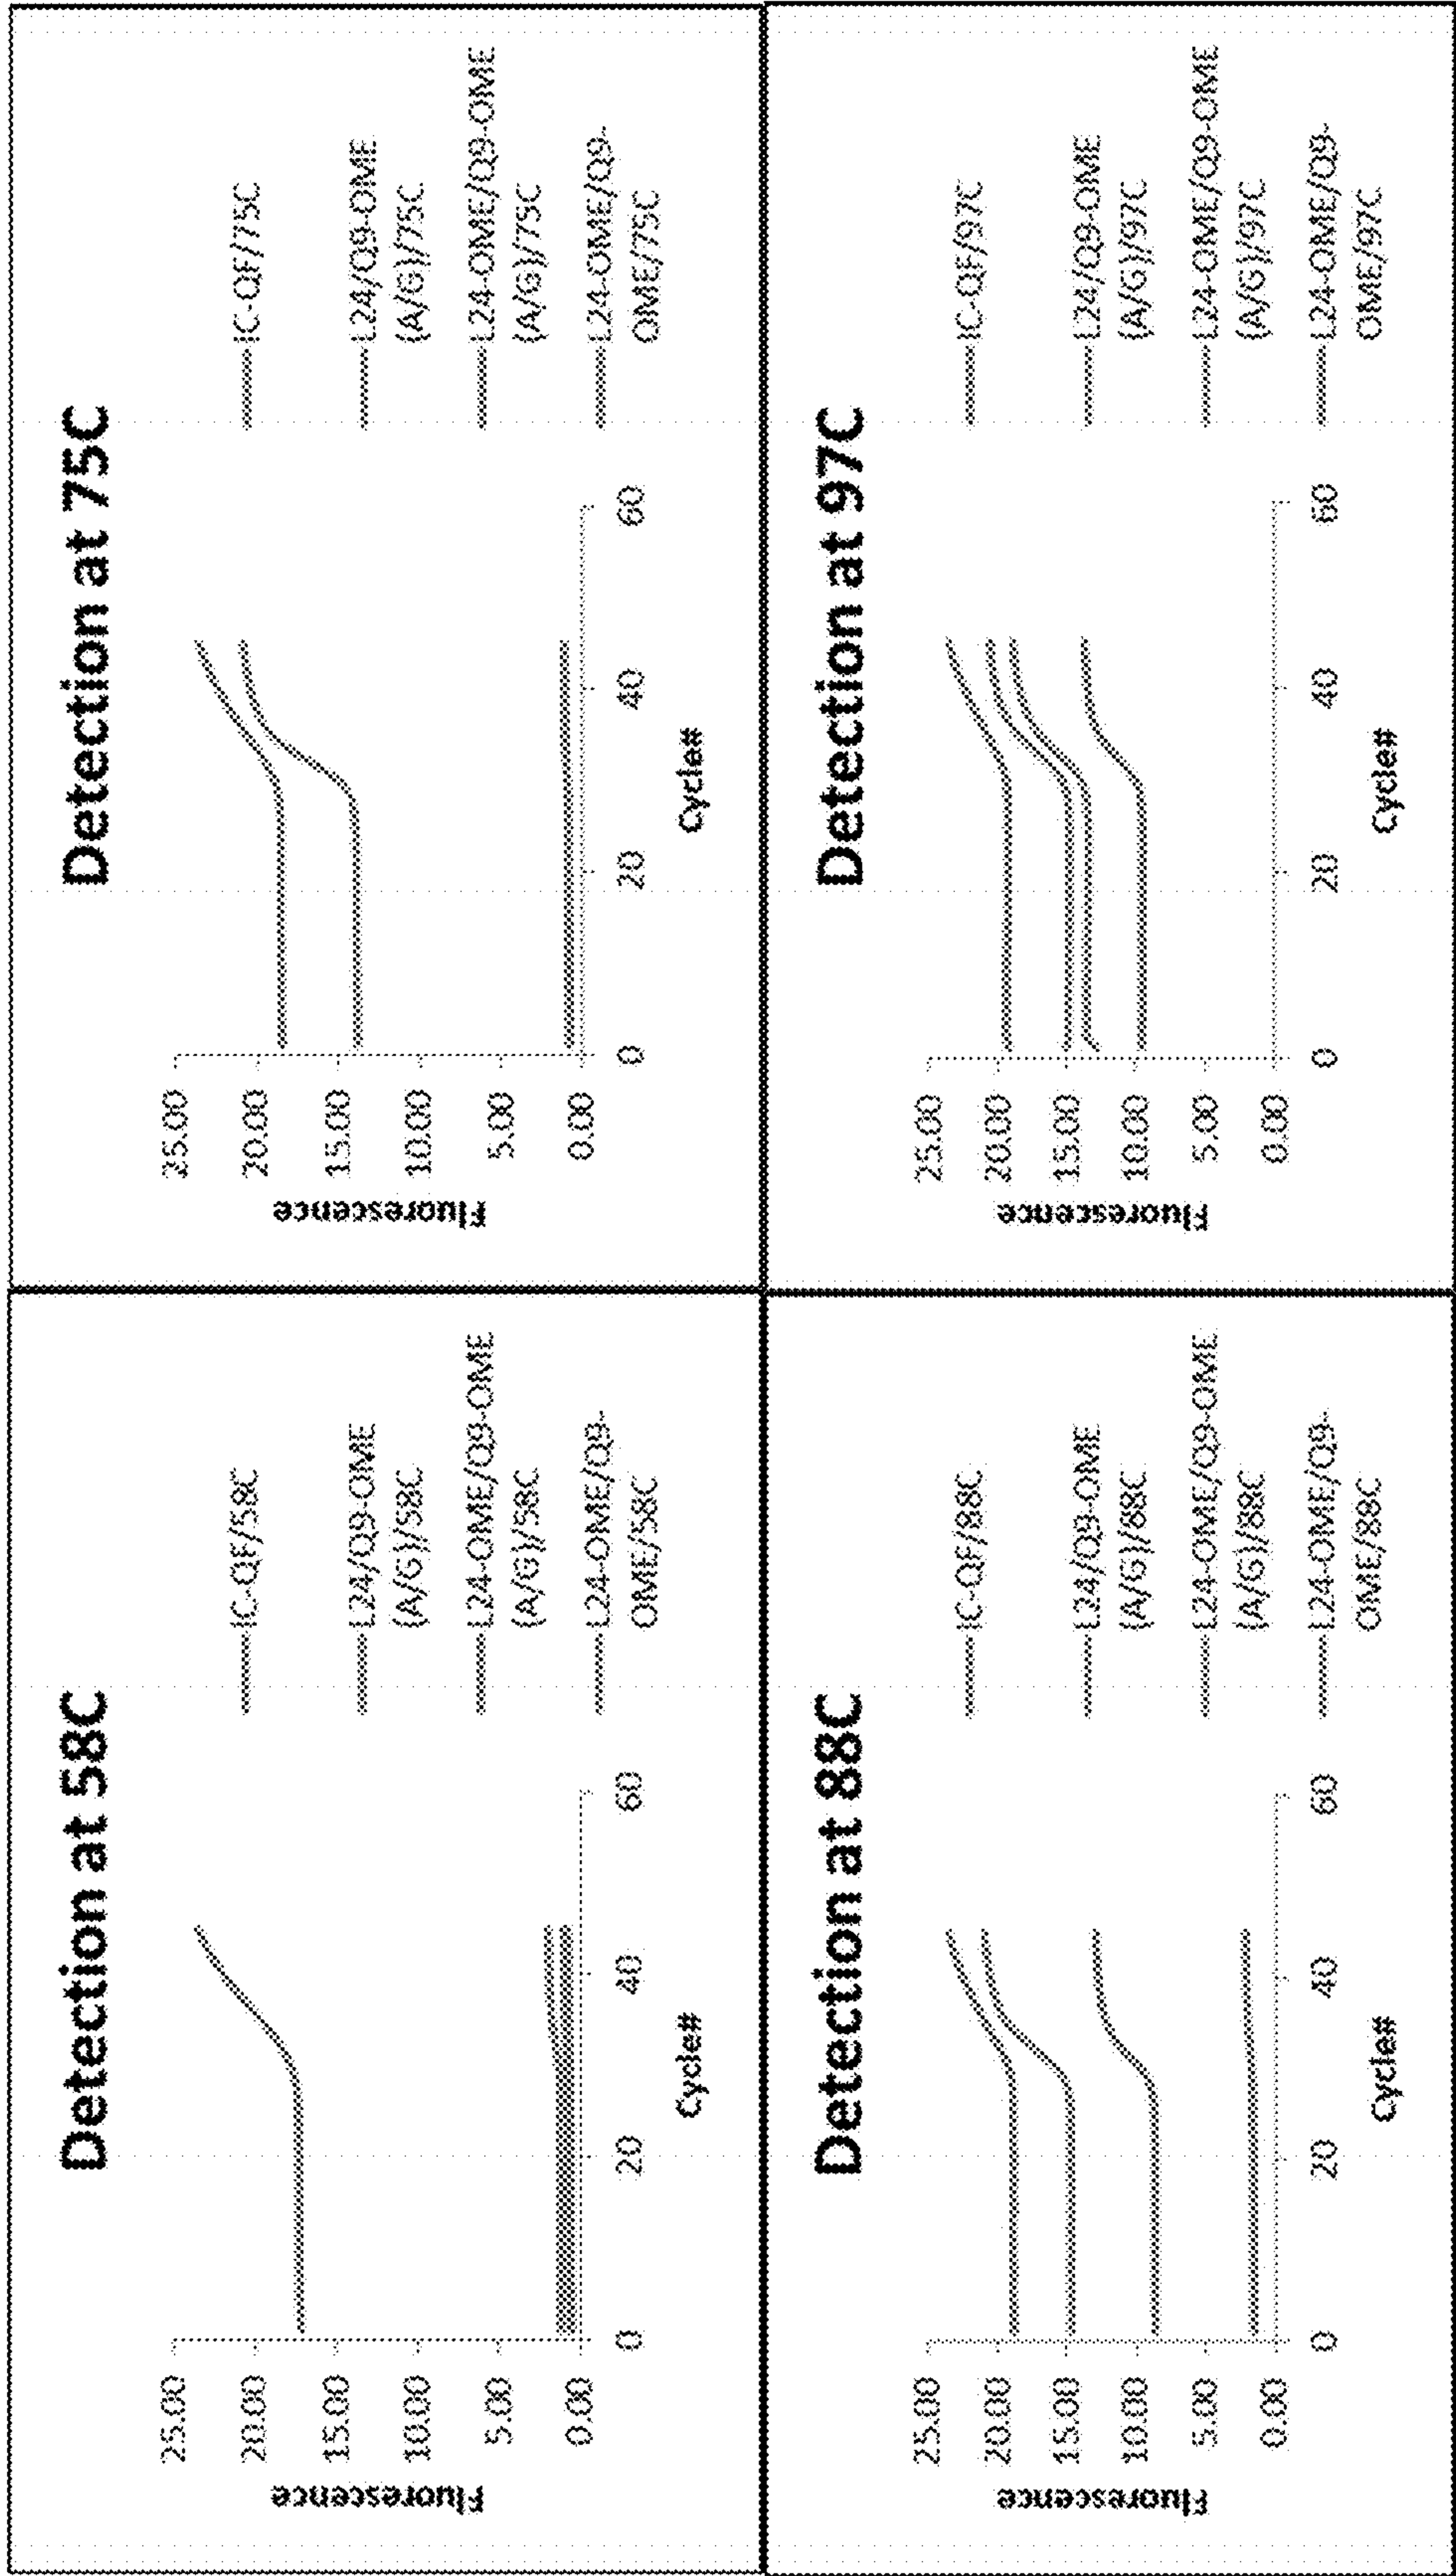 Detection at 58C
Fluorescence
25.00
20.00
15.00
10.00
5.00
0.00
0
20
40
60
Cycle#
IC-QF/58C
L24/Q9-OME
(A/G)/58C
L24-OME/Q9-OME
(A/G)/58C
L24-OME/Q9-
OME/58C
Detection at 75C
Fluorescence
25.00
20.00
15.00
10.00
5.00
0.00
0
20
40
60
Cycle#
IC-QF/75C
L24/Q9-OME
(A/G)/75C
L24-OME/Q9-OME
(A/G)/75C
L24-OME/Q9-
OME/75C
Detection at 88C
Fluorescence
25.00
20.00
15.00
10.00
5.00
0.00
0
20
40
60
Cycle#
IC-QF/88C
L24/Q9-OME
(A/G)/88C
L24-OME/Q9-OME
(A/G)/88C
L24-OME/Q9-
OME/88C
Detection at 97C
Fluorescence
25.00
20.00
15.00
10.00
5.00
0.00
0
20
40
60
Cycle#
IC-QF/97C
L24/Q9-OME
(A/G)/97C
L24-OME/Q9-OME
(A/G)/97C
L24-OME/Q9-
OME/97C